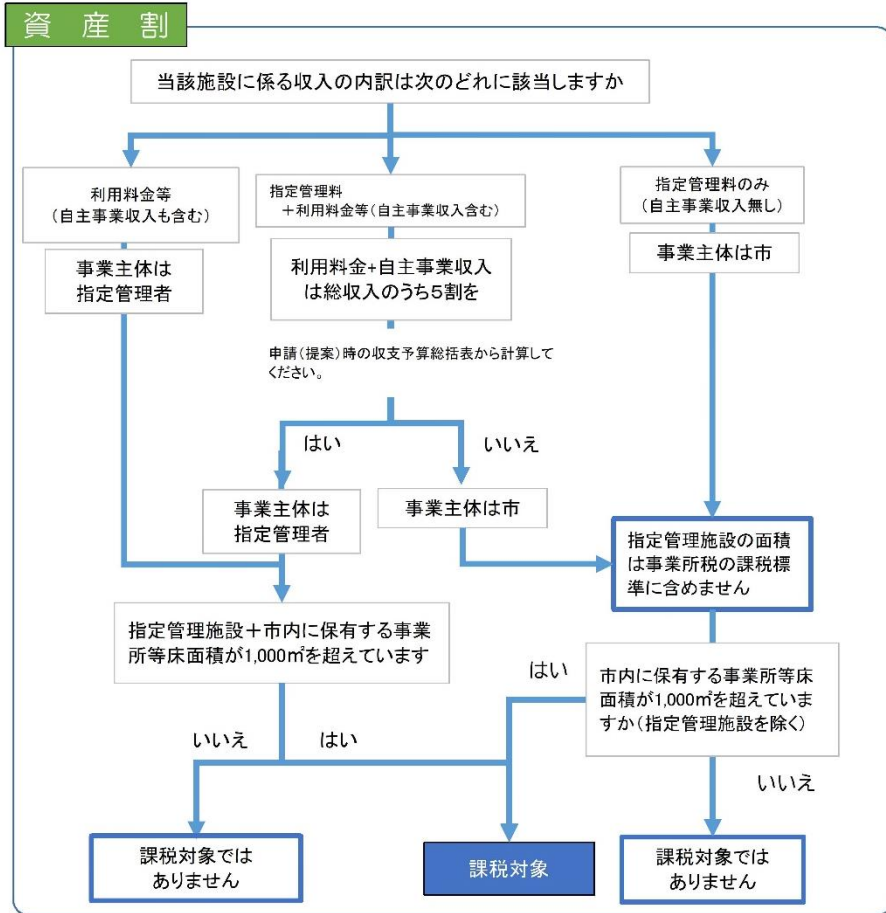 資産割
当該施設に係る収入の内訳は次のどれに該当しますか
利用料金等
（自主事業収入も含む）
指定管理料
＋利用料金等（自主事業収入含む）
指定管理料のみ
（自主事業収入無し）
事業主体は
指定管理者
利用料金+自主事業収入
は総収入のうち５割を
事業主体は市
申請（提案）時の収支予算総括表から計算して
ください。
はい
いいえ
事業主体は
指定管理者
事業主体は市
指定管理施設の面積
は事業所税の課税標
準に含めません
指定管理施設＋市内に保有する事業
所等床面積が1,000㎡を超えています
はい
市内に保有する事業所等床
面積が1,000㎡を超えていま
すか（指定管理施設を除く）
いいえ
はい
いいえ
課税対象では
ありません
課税対象
課税対象では
ありません